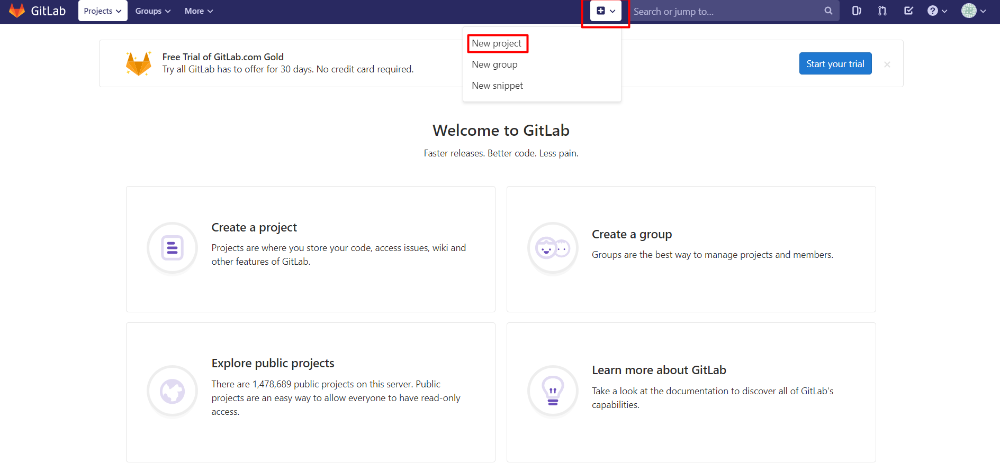 GitLab Projects Groups More Search or jump to...
New project
New group
New snippet
Free Trial of GitLab.com Gold
Try all GitLab has to offer for 30 days. No credit card required.
Start your trial
Welcome to GitLab
Faster releases. Better code. Less pain.
Create a project
Projects are where you store your code, access issues, wiki and
other features of GitLab.
Create a group
Groups are the best way to manage projects and members.
Explore public projects
There are 1,478,689 public projects on this server. Public
projects are an easy way to allow everyone to have read-only
access.
Learn more about GitLab
Take a look at the documentation to discover all of GitLab's
capabilities.